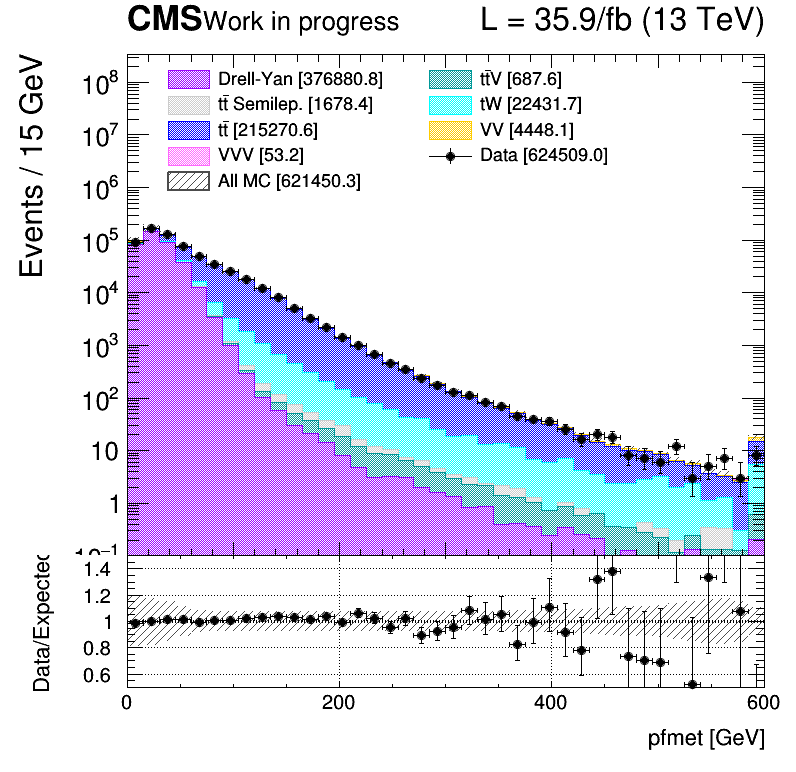 CMS Work in progress L = 35.9/fb (13 TeV)
Events / 15 GeV
Drell-Yan [376880.8]
tt̄ Semilep. [1678.4]
tt̄ [215270.6]
VVV [53.2]
All MC [621450.3]
tt̄V [687.6]
tW [22431.7]
VV [4448.1]
Data [624509.0]
10⁸
10⁷
10⁶
10⁵
10⁴
10³
10²
10
1
10⁻¹
Data/Expected
1.4
1.2
1
0.8
0.6
0 200 400 600
pfmet [GeV]